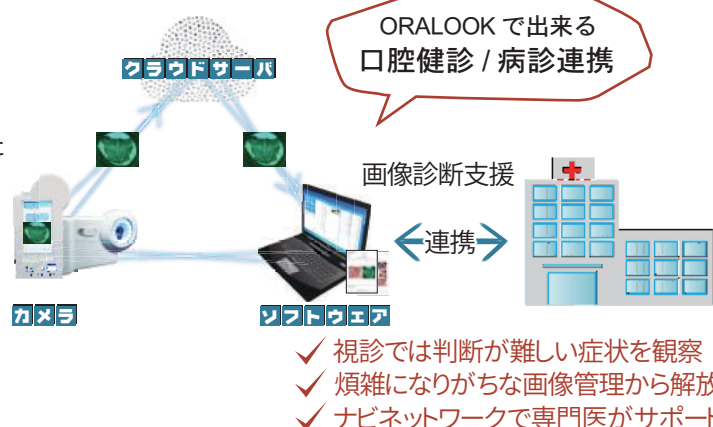 ORALOOK で出来る
口腔健診 / 病診連携
クラウドサーバ
に
画像診断支援
連携
カメラ
ソフトウェア
視診では判断が難しい症状を観察
煩雑になりがちな画像管理から解放
ナビネットワークで専門医がサポート